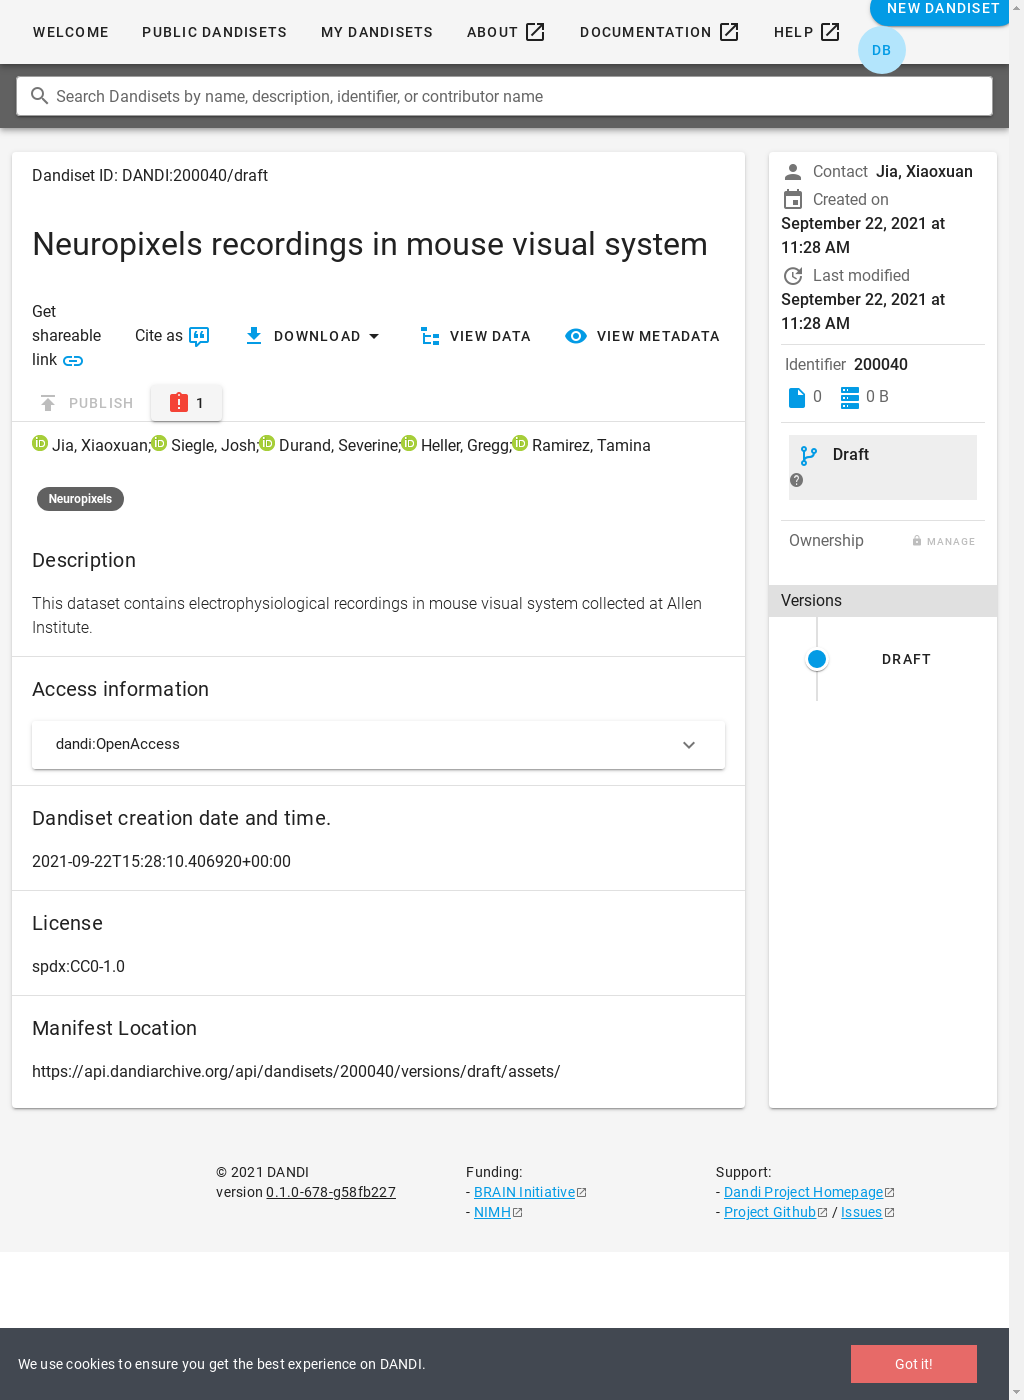 NEW DANDISET
WELCOME PUBLIC DANDISETS MY DANDISETS ABOUT DOCUMENTATION HELP
DB
Search Dandisets by name, description, identifier, or contributor name
Dandiset ID: DANDI:200040/draft
Neuropixels recordings in mouse visual system
Get
shareable
link
Cite as
DOWNLOAD
VIEW DATA
VIEW METADATA
PUBLISH
1
Jia, Xiaoxuan; Siegle, Josh; Durand, Severine; Heller, Gregg; Ramirez, Tamina
Neuropixels
Description
This dataset contains electrophysiological recordings in mouse visual system collected at Allen
Institute.
Access information
dandi:OpenAccess
Dandiset creation date and time.
2021-09-22T15:28:10.406920+00:00
License
spdx:CC0-1.0
Manifest Location
https://api.dandiarchive.org/api/dandisets/200040/versions/draft/assets/
Contact Jia, Xiaoxuan
Created on
September 22, 2021 at
11:28 AM
Last modified
September 22, 2021 at
11:28 AM
Identifier 200040
0 0 B
Draft
Ownership MANAGE
Versions
DRAFT
© 2021 DANDI
version 0.1.0-678-g58fb227
Funding:
- BRAIN Initiative
- NIMH
Support:
- Dandi Project Homepage
- Project Github / Issues
We use cookies to ensure you get the best experience on DANDI.
Got it!